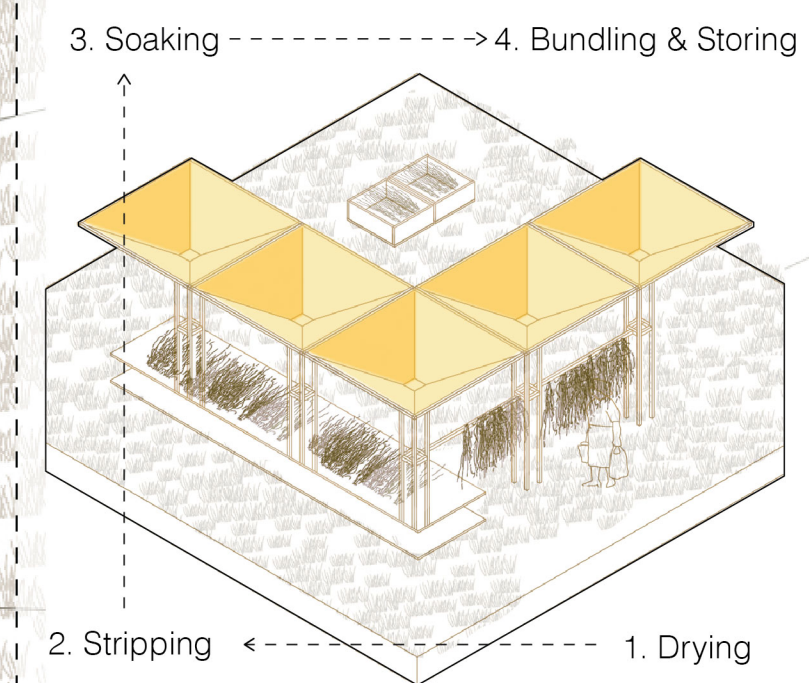 3. Soaking
4. Bundling & Storing
2. Stripping
1. Drying